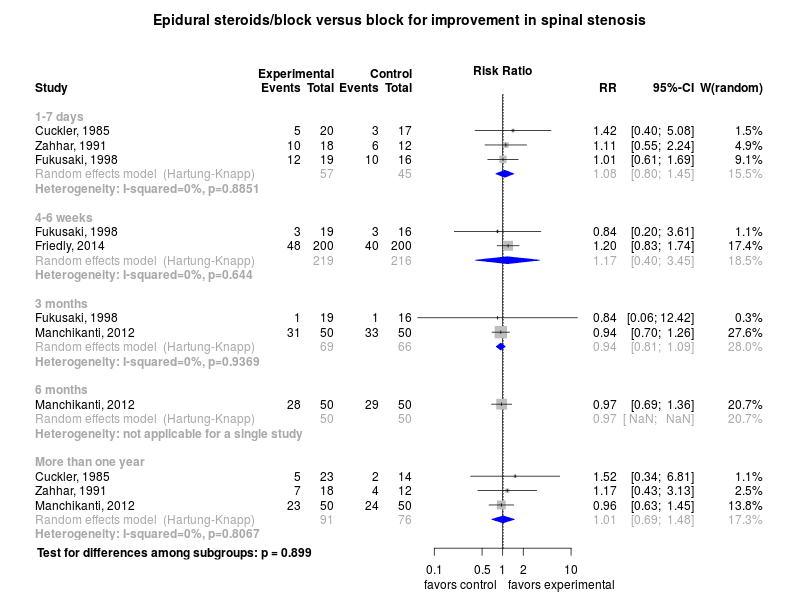 Epidural steroids/block versus block for improvement in spinal stenosis
Experimental Control Risk Ratio
Study Events Total Events Total RR 95%-CI W(random)
1-7 days
Cuckler, 1985 5 20 3 17 1.42 [0.40; 5.08] 1.5%
Zahhar, 1991 10 18 6 12 1.11 [0.55; 2.24] 4.9%
Fukusaki, 1998 12 19 10 16 1.01 [0.61; 1.69] 9.1%
Random effects model (Hartung-Knapp) 57 45 1.08 [0.80; 1.45] 15.5%
Heterogeneity: I-squared=0%, p=0.8851
4-6 weeks
Fukusaki, 1998 3 19 3 16 0.84 [0.20; 3.61] 1.1%
Friedly, 2014 48 200 40 200 1.20 [0.83; 1.74] 17.4%
Random effects model (Hartung-Knapp) 219 216 1.17 [0.40; 3.45] 18.5%
Heterogeneity: I-squared=0%, p=0.644
3 months
Fukusaki, 1998 1 19 1 16 0.84 [0.06; 12.42] 0.3%
Manchikanti, 2012 31 50 33 50 0.94 [0.70; 1.26] 27.6%
Random effects model (Hartung-Knapp) 69 66 0.94 [0.81; 1.09] 28.0%
Heterogeneity: I-squared=0%, p=0.9369
6 months
Manchikanti, 2012 28 50 29 50 0.97 [0.69; 1.36] 20.7%
Random effects model (Hartung-Knapp) 50 50 0.97 [ NaN; NaN] 20.7%
Heterogeneity: not applicable for a single study
More than one year
Cuckler, 1985 5 23 2 14 1.52 [0.34; 6.81] 1.1%
Zahhar, 1991 7 18 4 12 1.17 [0.43; 3.13] 2.5%
Manchikanti, 2012 23 50 24 50 0.96 [0.63; 1.45] 13.8%
Random effects model (Hartung-Knapp) 91 76 1.01 [0.69; 1.48] 17.3%
Heterogeneity: I-squared=0%, p=0.8067
Test for differences among subgroups: p = 0.899
0.1 0.5 1 2 10
favors control favors experimental